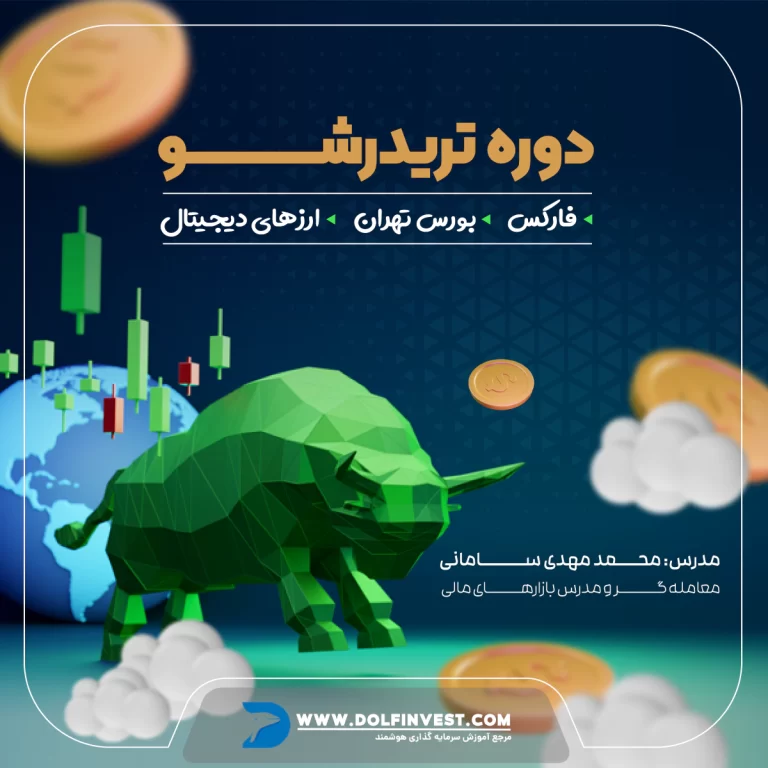 دوره تریدرشو
فارکس بورس تهران ارزهای دیجیتال
مدرس: محمد مهدی سامانی
معامله گر و مدرس بازارهای مالی
WWW.DOLFINVEST.COM
مرجع آموزش سرمایه گذاری هوشمند